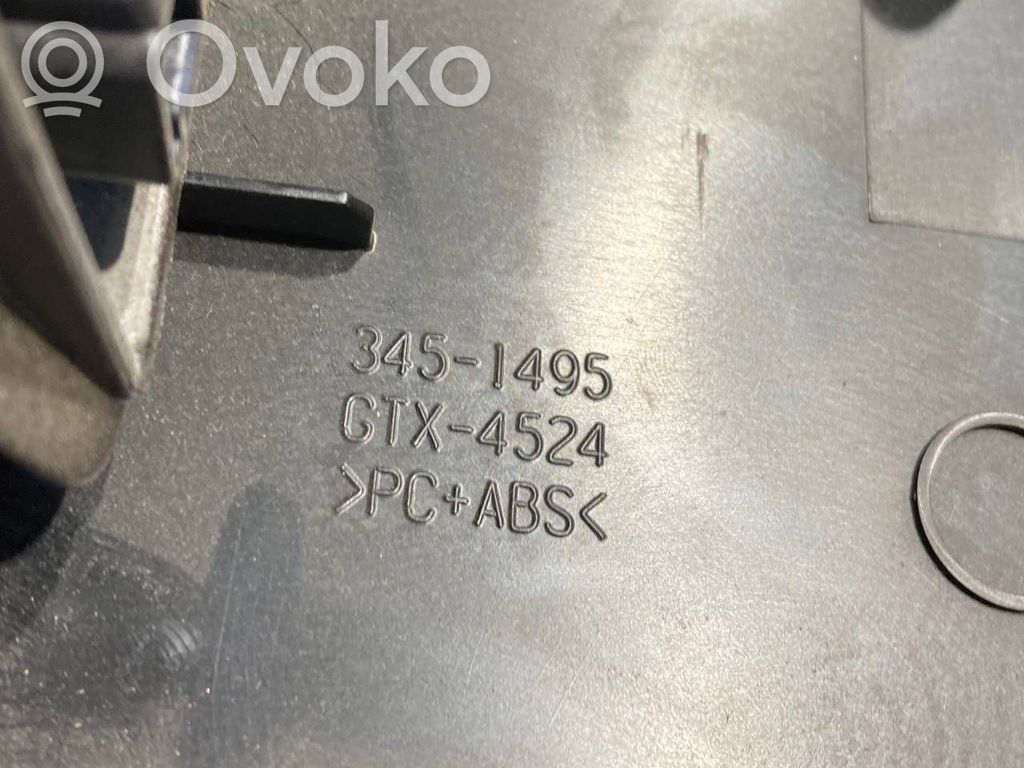 Ovoko
345-1495
GTX-4524
>PC+ABS<